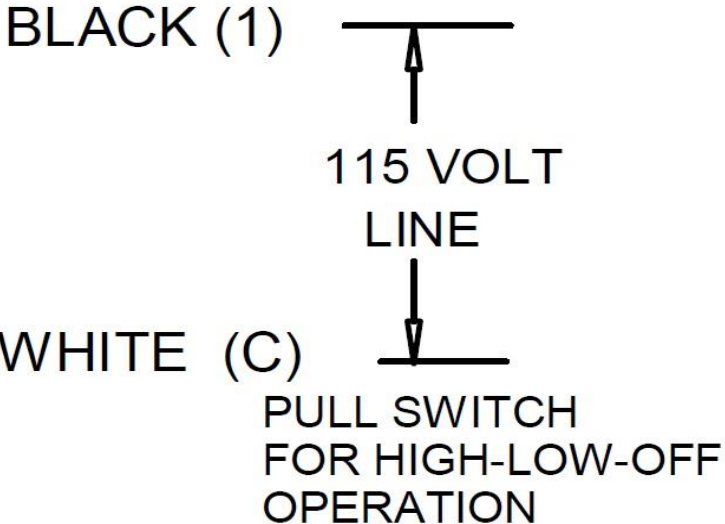 BLACK (1)
115 VOLT
LINE
WHITE (C)
PULL SWITCH
FOR HIGH-LOW-OFF
OPERATION